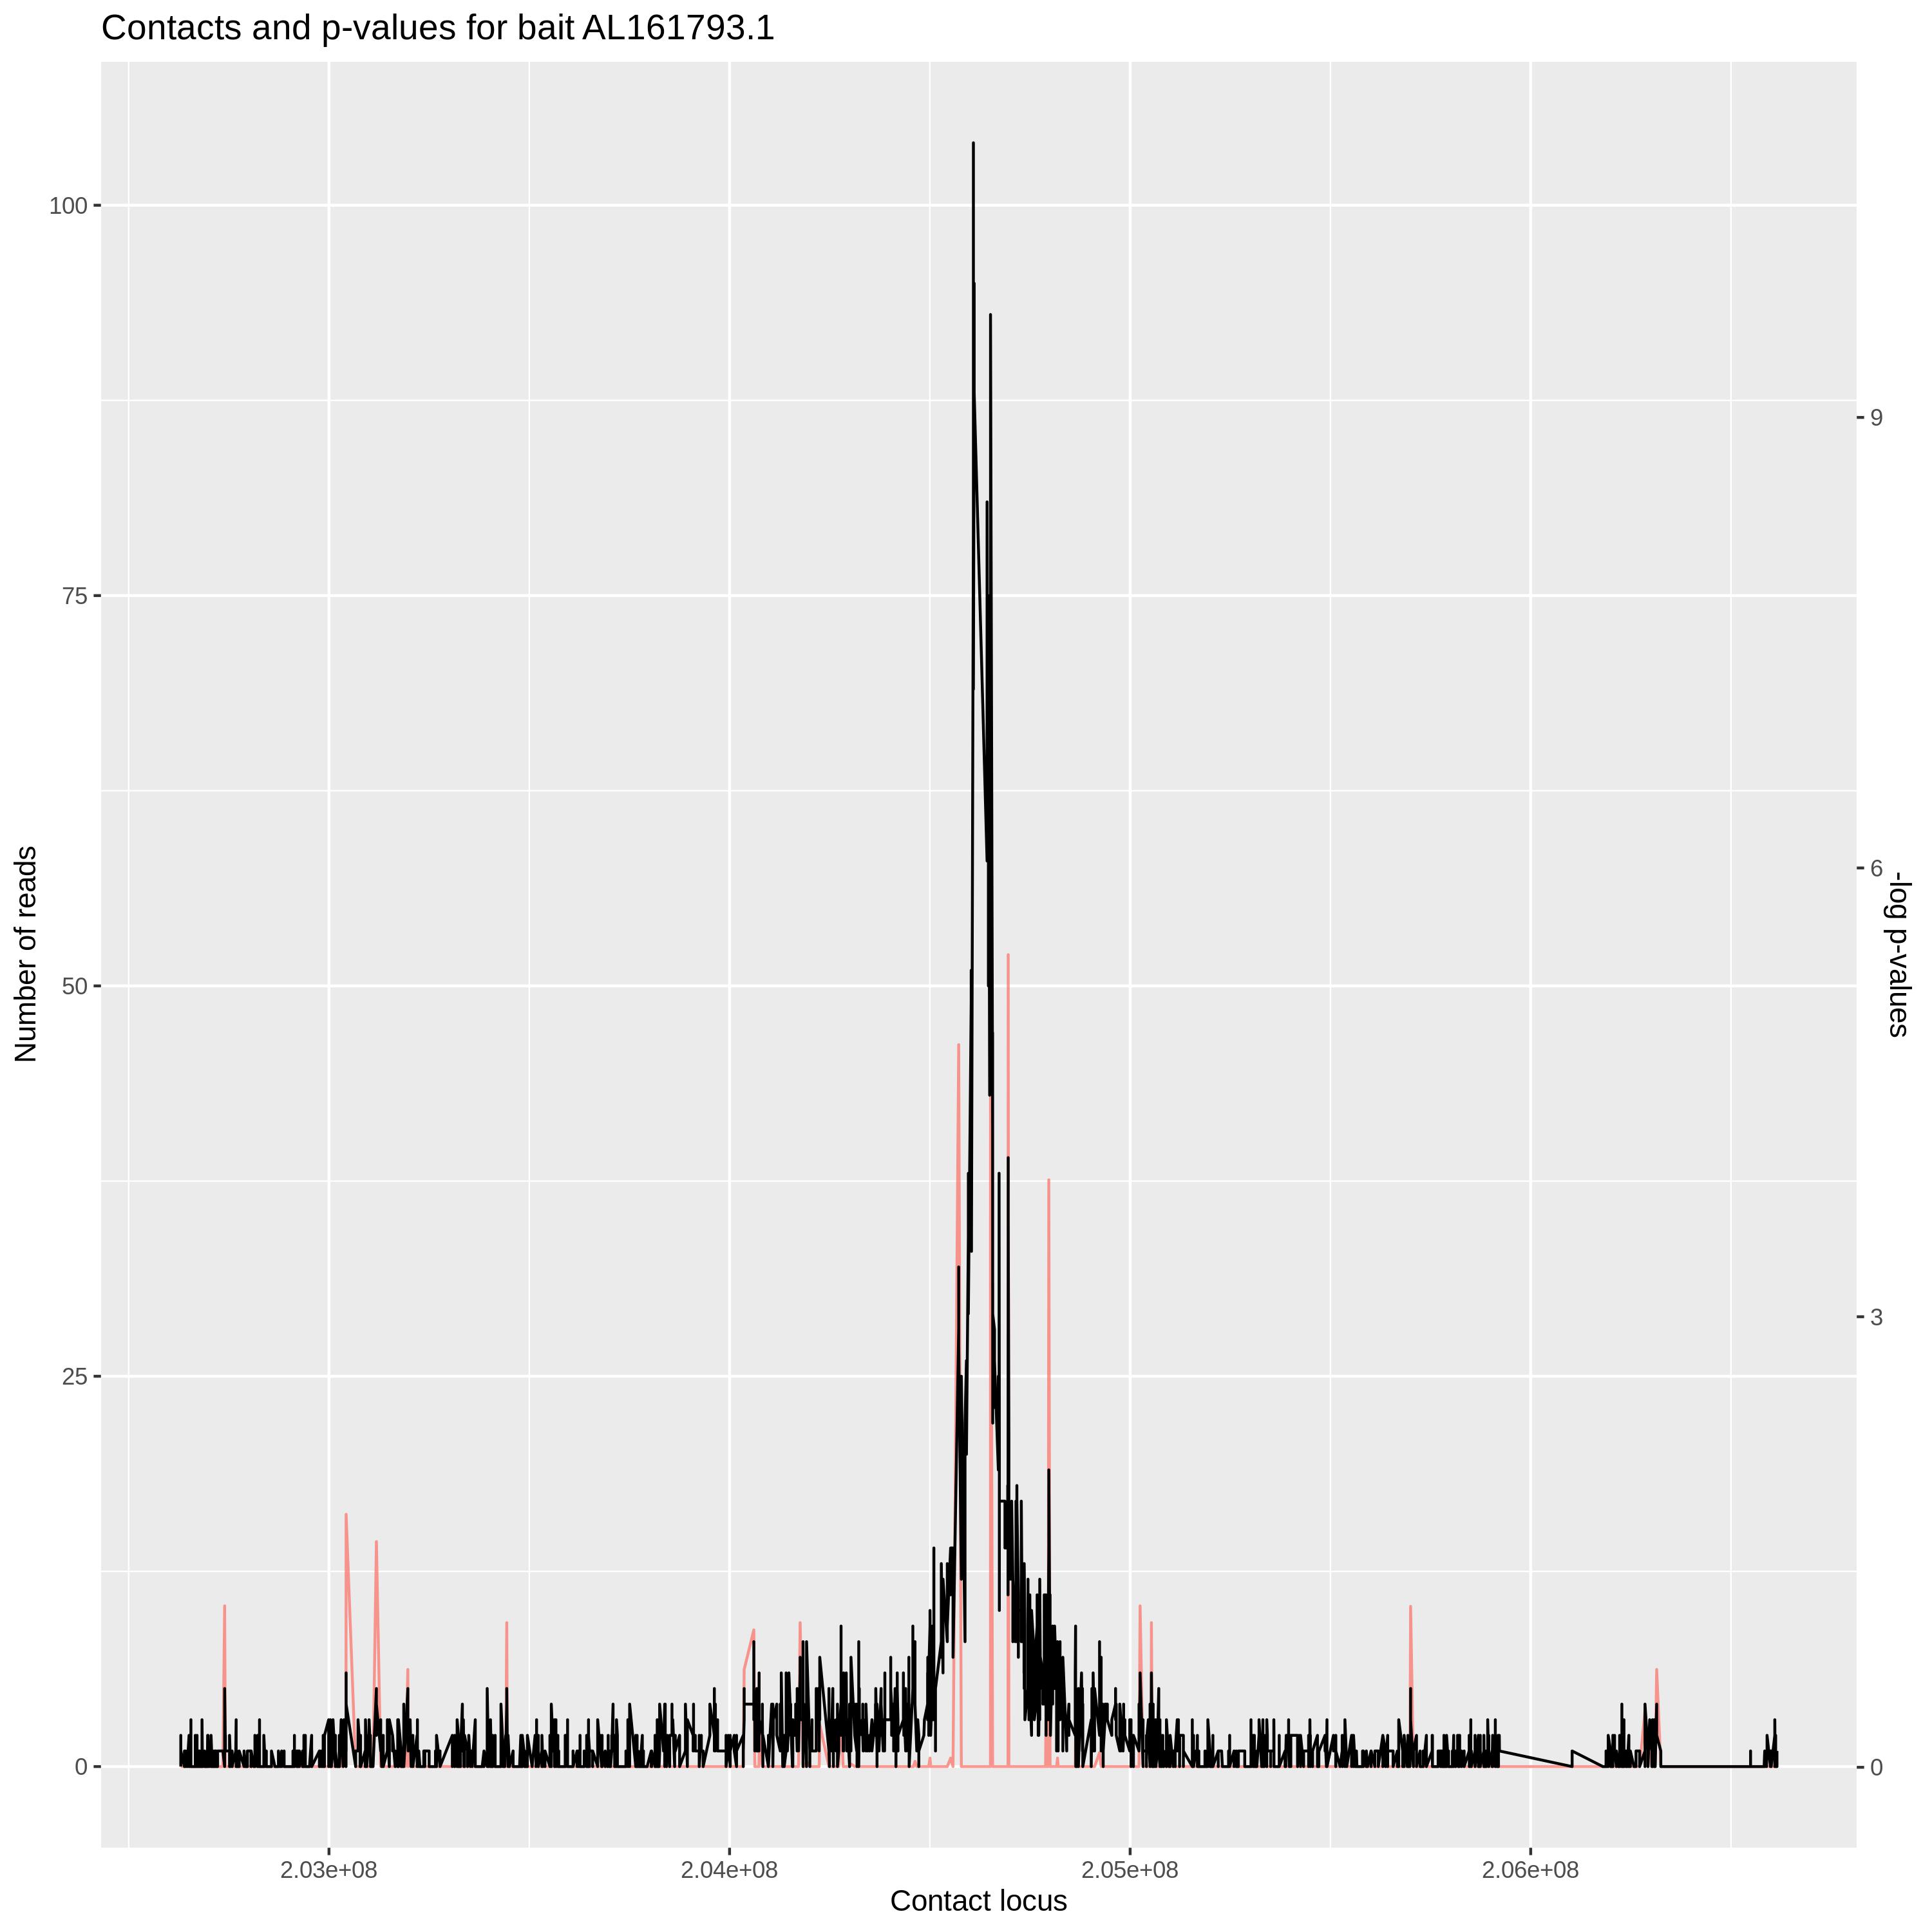 Contacts and p-values for bait AL161793.1
100
75
50
25
0
Number of reads
9
6
3
0
-log p-values
2.03e+08
2.04e+08
2.05e+08
2.06e+08
Contact locus